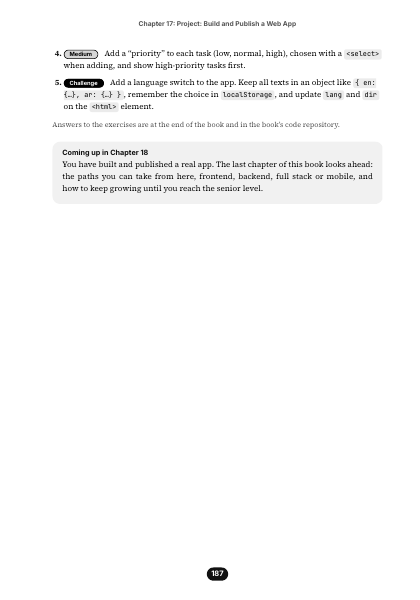 Chapter 17: Project: Build and Publish a Web App
4. Medium Add a “priority” to each task (low, normal, high), chosen with a <select>
when adding, and show high-priority tasks first.
5. Challenge Add a language switch to the app. Keep all texts in an object like { en:
{…}, ar: {…} }, remember the choice in localStorage, and update lang and dir
on the <html> element.
Answers to the exercises are at the end of the book and in the book’s code repository.
Coming up in Chapter 18
You have built and published a real app. The last chapter of this book looks ahead:
the paths you can take from here, frontend, backend, full stack or mobile, and
how to keep growing until you reach the senior level.
187